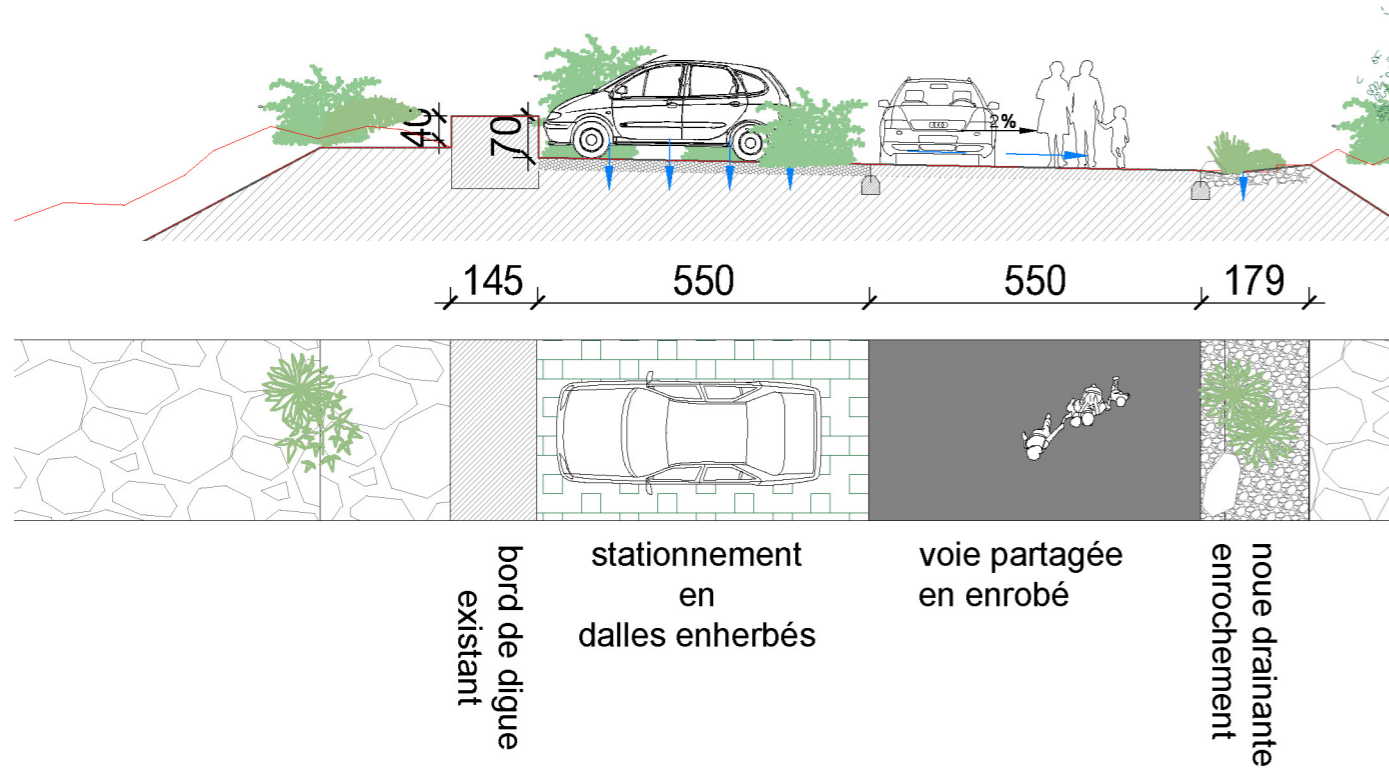 40
70
2%
145
550
550
179
stationnement
en
dalles enherbés
voie partagée
en enrobé
bord de digue
existant
noue drainante
enrochement